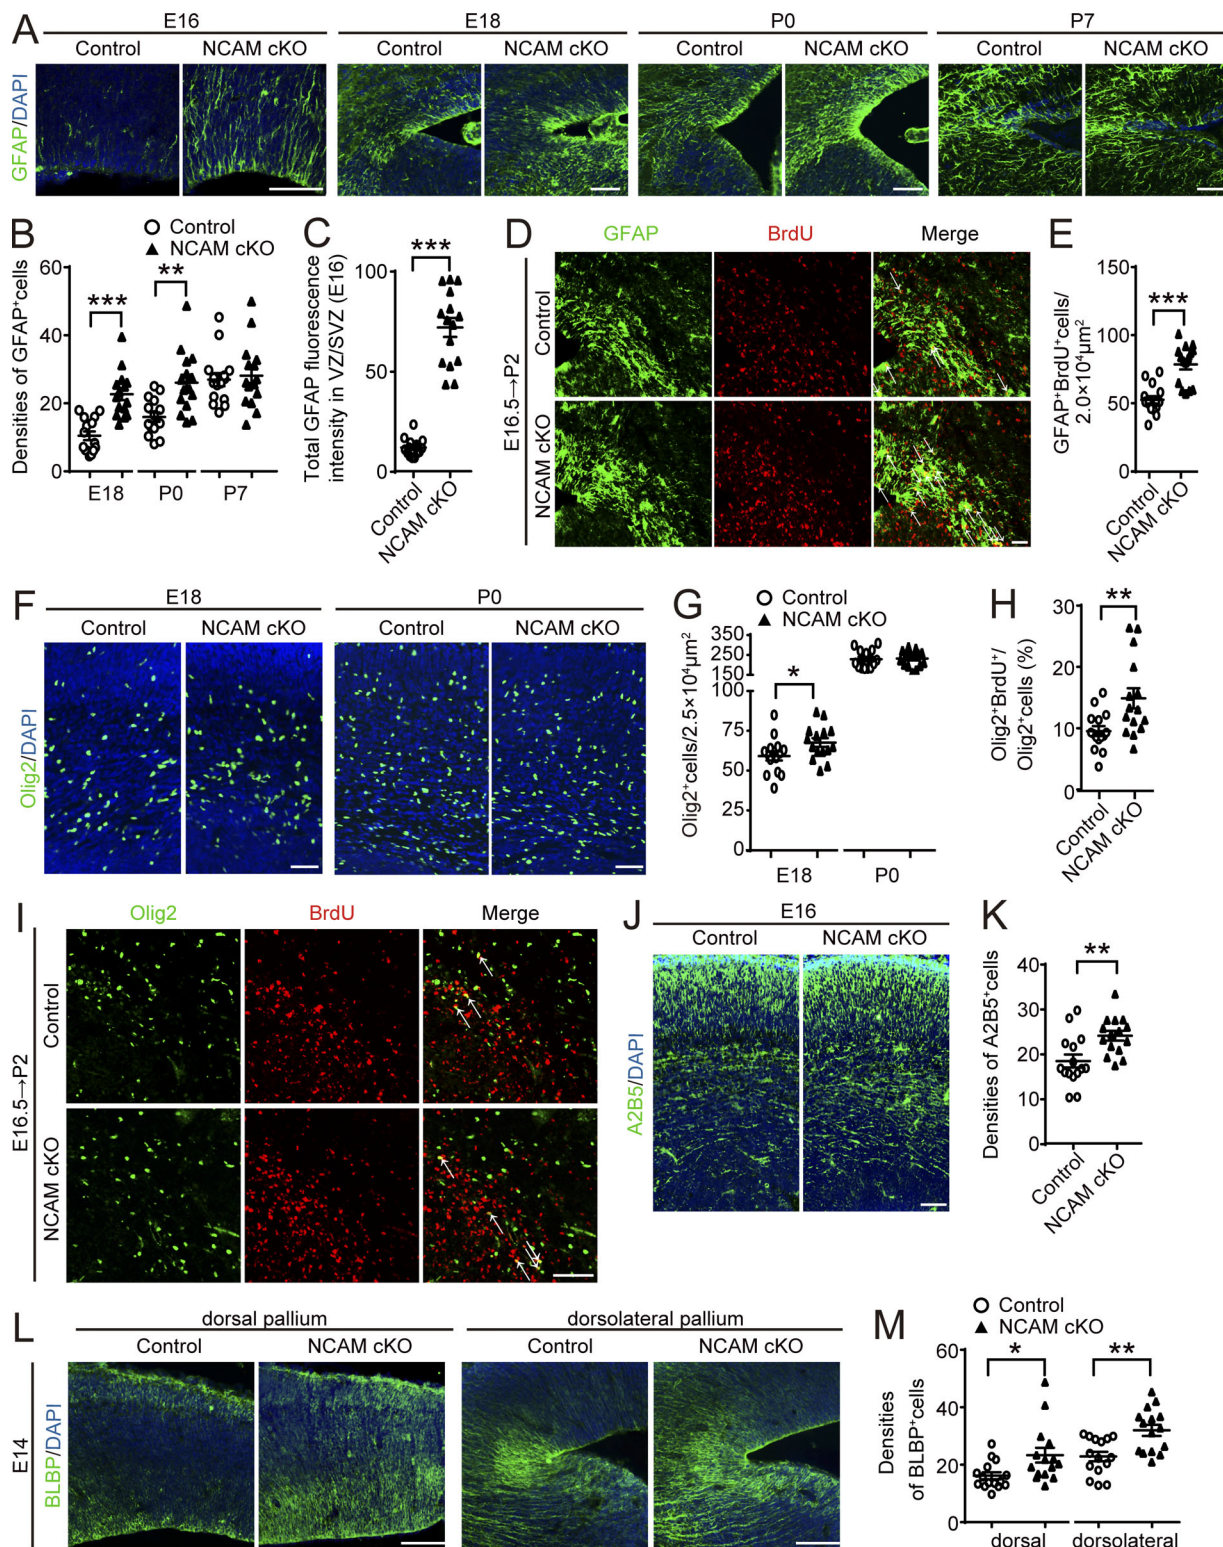 A
E16
E18
P0
P7
Control
NCAM cKO
Control
NCAM cKO
Control
NCAM cKO
Control
NCAM cKO
GFAP/DAPI
B
Control
NCAM cKO
Densities of GFAP⁺cells
60
40
20
0
***
**
E18
P0
P7
C
Total GFAP fluorescence
intensity in VZ/SVZ (E16)
100
50
0
***
Control
NCAM cKO
D
GFAP
BrdU
Merge
E16.5→P2
Control
NCAM cKO
E
GFAP⁺BrdU⁺cells/
2.0×10⁴μm²
150
100
50
0
***
Control
NCAM cKO
F
E18
P0
Control
NCAM cKO
Control
NCAM cKO
Olig2/DAPI
G
Control
NCAM cKO
Olig2⁺cells/2.5×10⁴μm²
350
250
150
100
75
50
25
0
*
E18
P0
H
Olig2⁺BrdU⁺/
Olig2⁺cells (%)
30
20
10
0
**
Control
NCAM cKO
I
Olig2
BrdU
Merge
E16.5→P2
Control
NCAM cKO
J
E16
Control
NCAM cKO
A2B5/DAPI
K
Densities of A2B5⁺cells
40
30
20
10
0
**
Control
NCAM cKO
L
dorsal pallium
dorsolateral pallium
Control
NCAM cKO
Control
NCAM cKO
E14
BLBP/DAPI
M
Control
NCAM cKO
Densities
of BLBP⁺cells
60
40
20
0
*
**
dorsal
dorsolateral